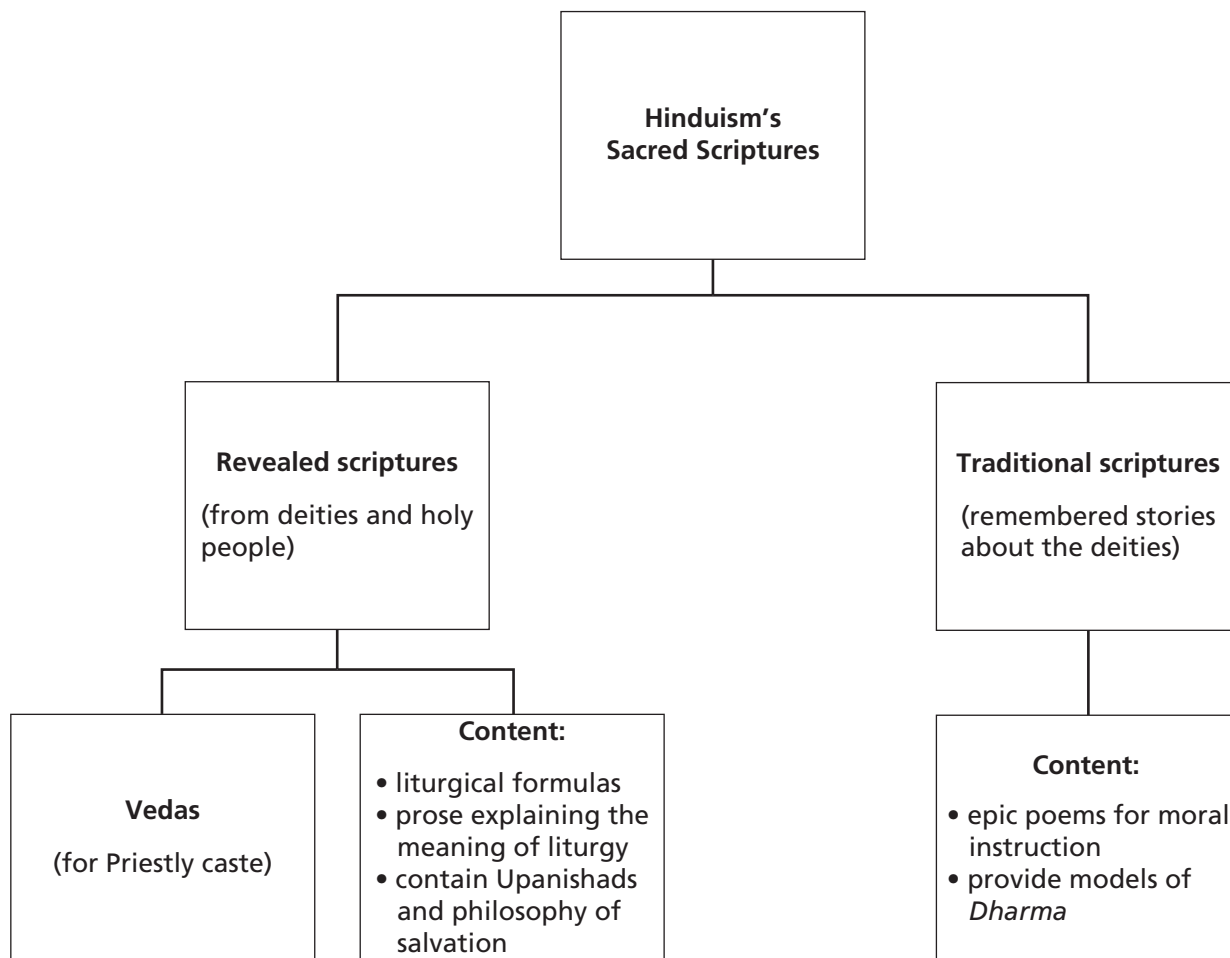 Hinduism’s
Sacred Scriptures
Revealed scriptures
(from deities and holy
people)
Traditional scriptures
(remembered stories
about the deities)
Vedas
(for Priestly caste)
Content:
• liturgical formulas
• prose explaining the
meaning of liturgy
• contain Upanishads
and philosophy of
salvation
Content:
• epic poems for moral
instruction
• provide models of
Dharma